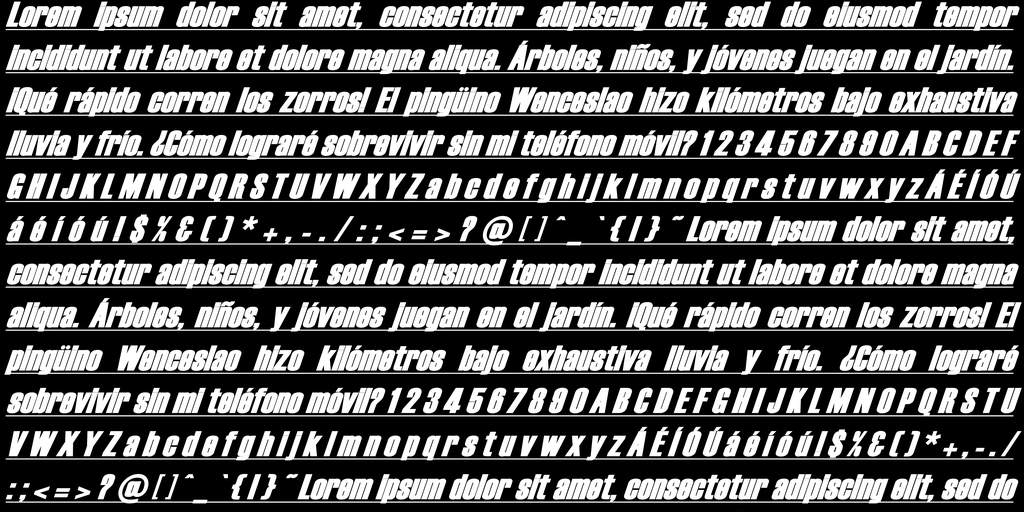 Lorem ipsum dolor sit amet, consectetur adipiscing elit, sed do eiusmod tempor
incididunt ut labore et dolore magna aliqua. Árboles, niños, y jóvenes juegan en el jardín.
¡Qué rápido corren los zorros! El pingüino Wenceslao hizo kilómetros bajo exhaustiva
lluvia y frío. ¿Cómo lograré sobrevivir sin mi teléfono móvil? 1 2 3 4 5 6 7 8 9 0 A B C D E F
G H I J K L M N O P Q R S T U V W X Y Z a b c d e f g h i j k l m n o p q r s t u v w x y z Á É Í Ó Ú
á é í ó ú ! $ % & ( ) * + , - . / : ; < = > ? @ [ ] ^ _ ` { | } ~ Lorem ipsum dolor sit amet,
consectetur adipiscing elit, sed do eiusmod tempor incididunt ut labore et dolore magna
aliqua. Árboles, niños, y jóvenes juegan en el jardín. ¡Qué rápido corren los zorros! El
pingüino Wenceslao hizo kilómetros bajo exhaustiva lluvia y frío. ¿Cómo lograré
sobrevivir sin mi teléfono móvil? 1 2 3 4 5 6 7 8 9 0 A B C D E F G H I J K L M N O P Q R S T U
V W X Y Z a b c d e f g h i j k l m n o p q r s t u v w x y z Á É Í Ó Ú á é í ó ú ! $ % & ( ) * + , - . /
: ; < = > ? @ [ ] ^ _ ` { | } ~ Lorem ipsum dolor sit amet, consectetur adipiscing elit, sed do